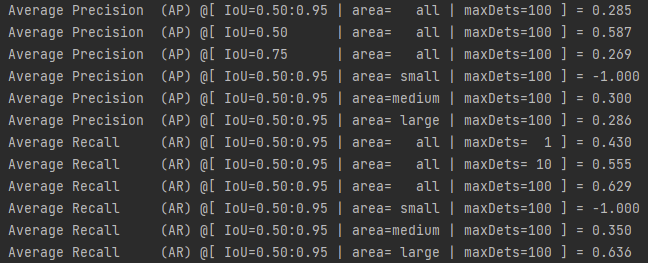 Average Precision  (AP) @[ IoU=0.50:0.95 | area=   all | maxDets=100 ] = 0.285
Average Precision  (AP) @[ IoU=0.50      | area=   all | maxDets=100 ] = 0.587
Average Precision  (AP) @[ IoU=0.75      | area=   all | maxDets=100 ] = 0.269
Average Precision  (AP) @[ IoU=0.50:0.95 | area= small | maxDets=100 ] = -1.000
Average Precision  (AP) @[ IoU=0.50:0.95 | area=medium | maxDets=100 ] = 0.300
Average Precision  (AP) @[ IoU=0.50:0.95 | area= large | maxDets=100 ] = 0.286
Average Recall     (AR) @[ IoU=0.50:0.95 | area=   all | maxDets=  1 ] = 0.430
Average Recall     (AR) @[ IoU=0.50:0.95 | area=   all | maxDets= 10 ] = 0.555
Average Recall     (AR) @[ IoU=0.50:0.95 | area=   all | maxDets=100 ] = 0.629
Average Recall     (AR) @[ IoU=0.50:0.95 | area= small | maxDets=100 ] = -1.000
Average Recall     (AR) @[ IoU=0.50:0.95 | area=medium | maxDets=100 ] = 0.350
Average Recall     (AR) @[ IoU=0.50:0.95 | area= large | maxDets=100 ] = 0.636